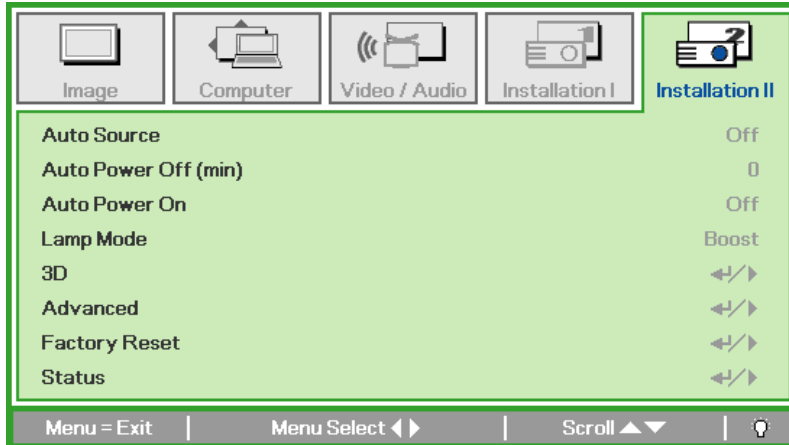 Image Computer Video / Audio Installation I Installation II
Auto Source Off
Auto Power Off (min) 0
Auto Power On Off
Lamp Mode Boost
3D
Advanced
Factory Reset
Status
Menu = Exit Menu Select Scroll